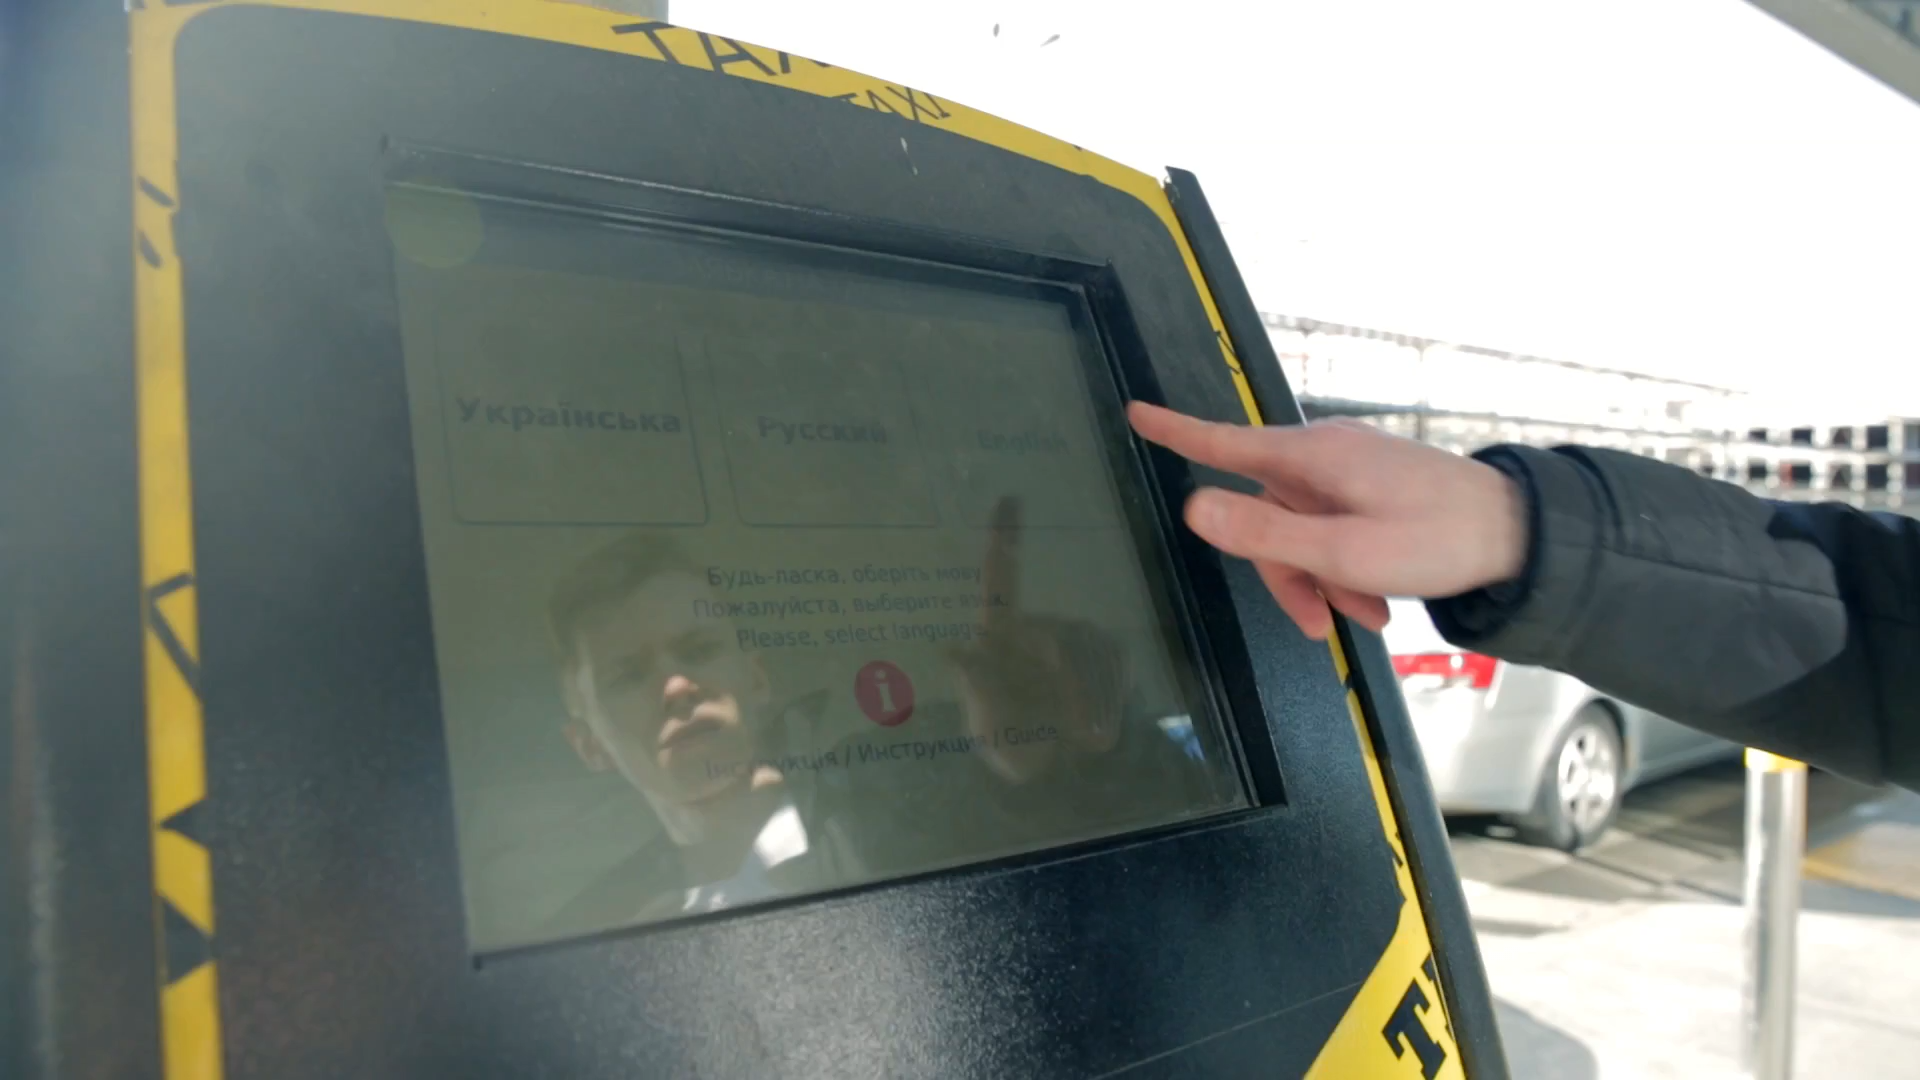 TAXI
Українська
Русский
English
Будь-ласка, оберіть мову
Пожалуйста, выберите язык.
Please, select language
i
Інструкція / Инструкция / Guide